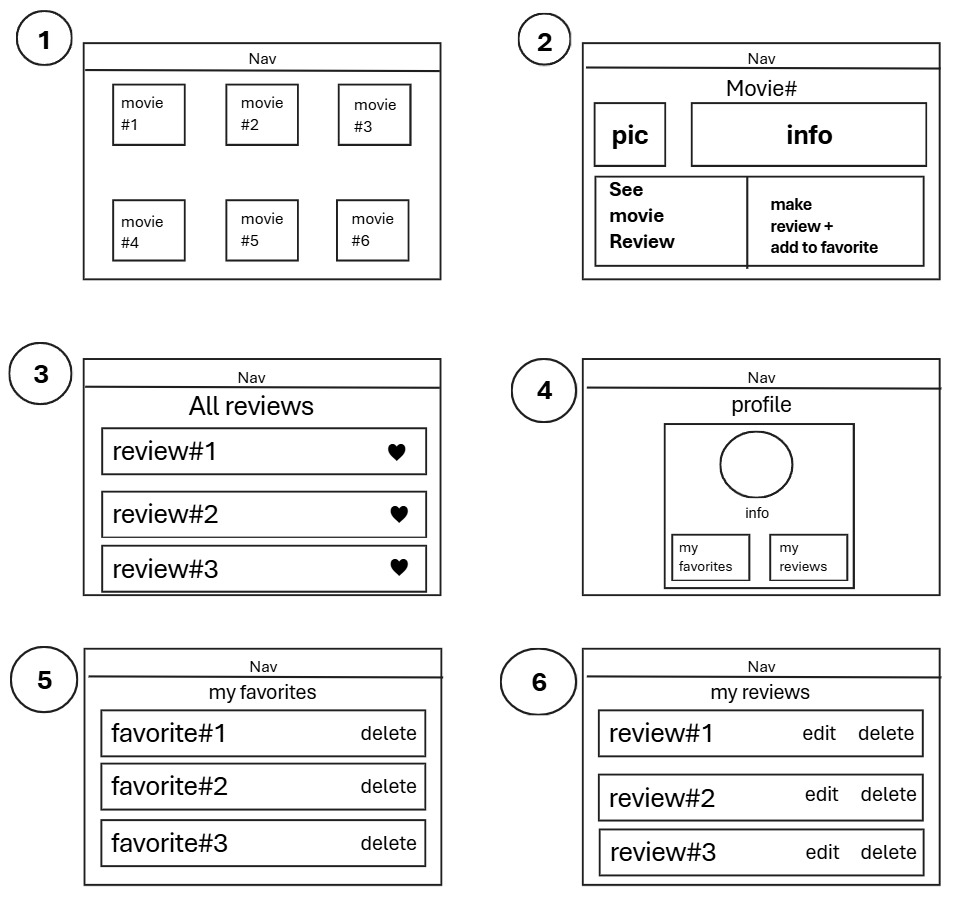 1
Nav
movie
#1
movie
#2
movie
#3
movie
#4
movie
#5
movie
#6
2
Nav
Movie#
pic
info
See
movie
Review
make
review +
add to favorite
3
Nav
All reviews
review#1
review#2
review#3
4
Nav
profile
info
my
favorites
my
reviews
5
Nav
my favorites
favorite#1 delete
favorite#2 delete
favorite#3 delete
6
Nav
my reviews
review#1 edit delete
review#2 edit delete
review#3 edit delete